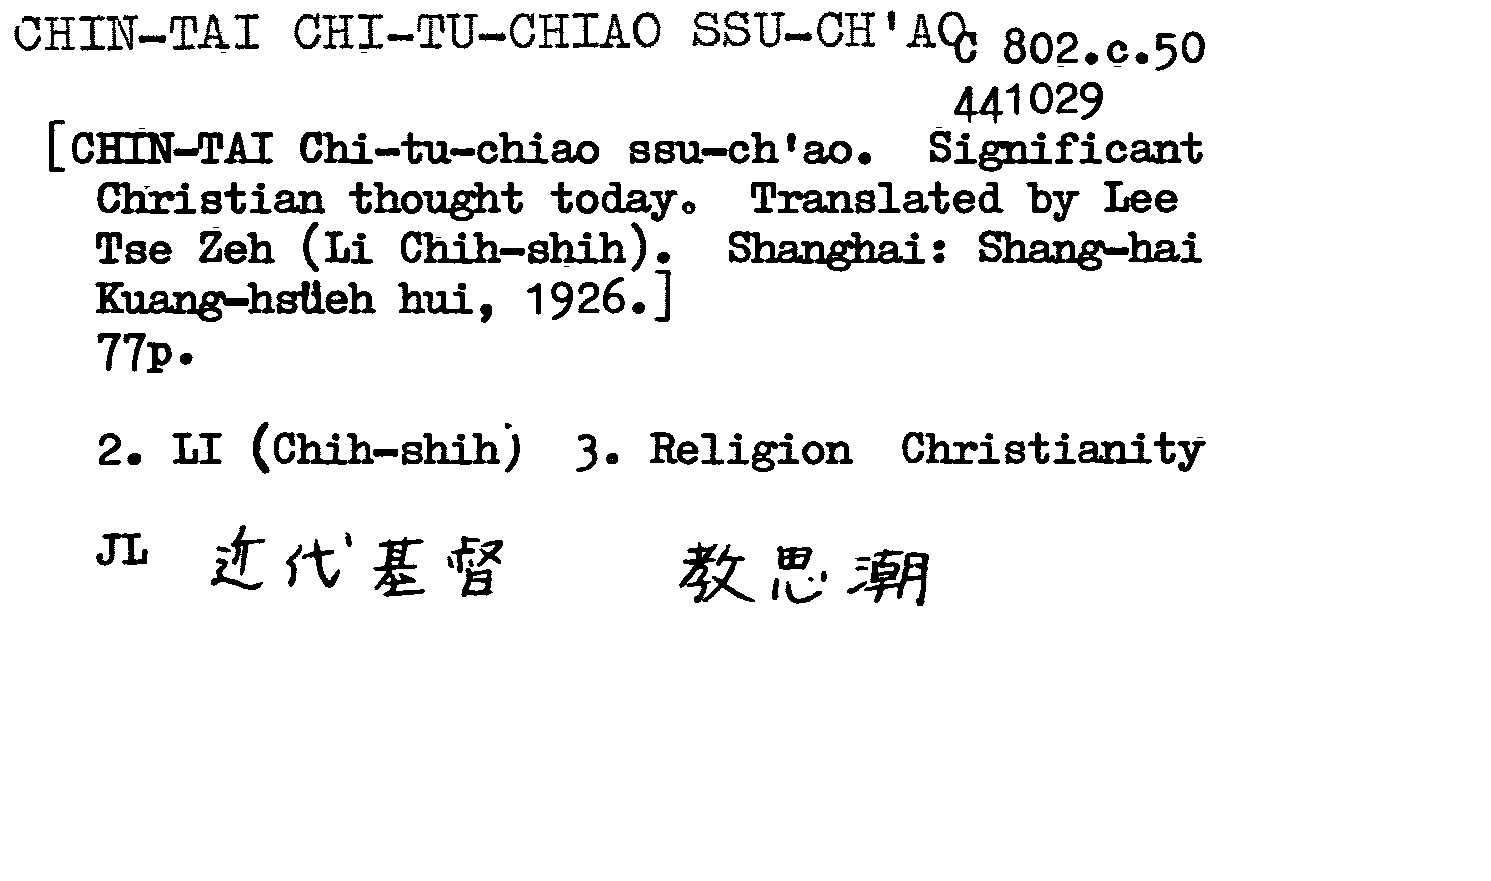 CHIN-TAI CHI-TU-CHIAO SSU-CH'AO C 802.c.50
441029
[CHIN-TAI Chi-tu-chiao ssu-ch'ao. Significant
Christian thought today. Translated by Lee
Tse Zeh (Li Chih-shih). Shanghai: Shang-hai
Kuang-hsüeh hui, 1926.]
77p.
2. LI (Chih-shih) 3. Religion Christianity
JL 近代基督 教思潮